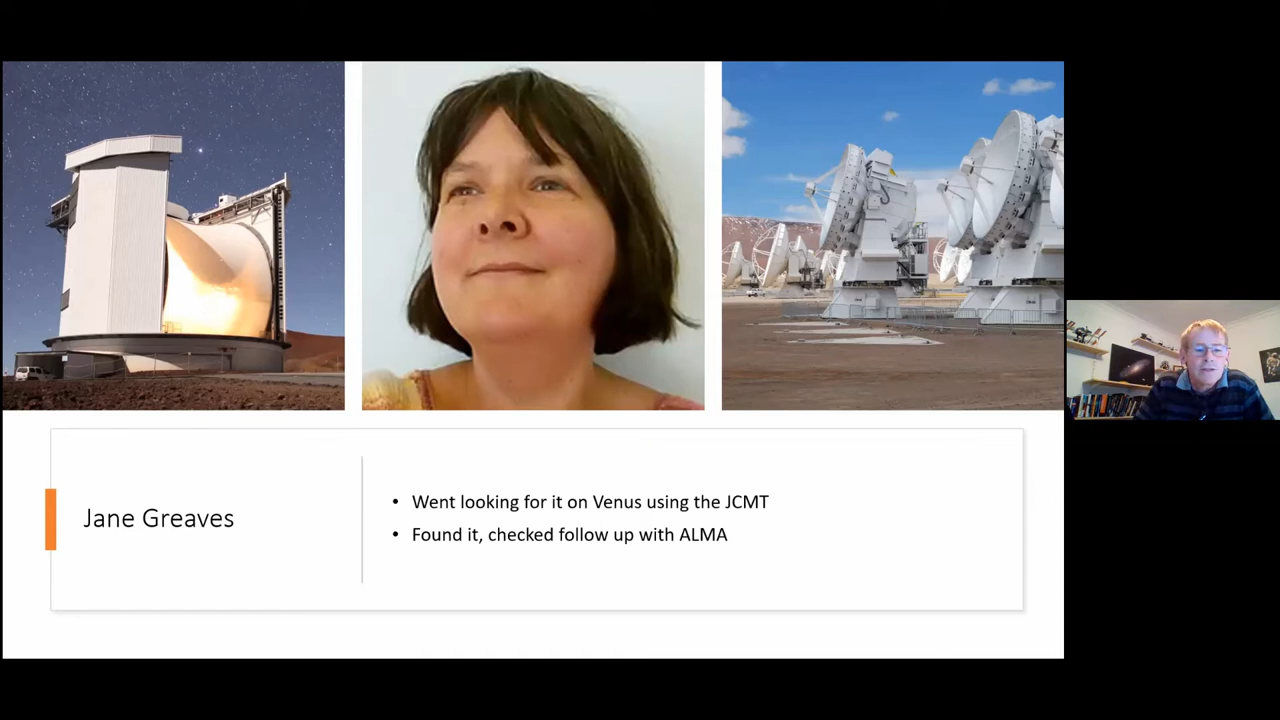 Jane Greaves
• Went looking for it on Venus using the JCMT
• Found it, checked follow up with ALMA